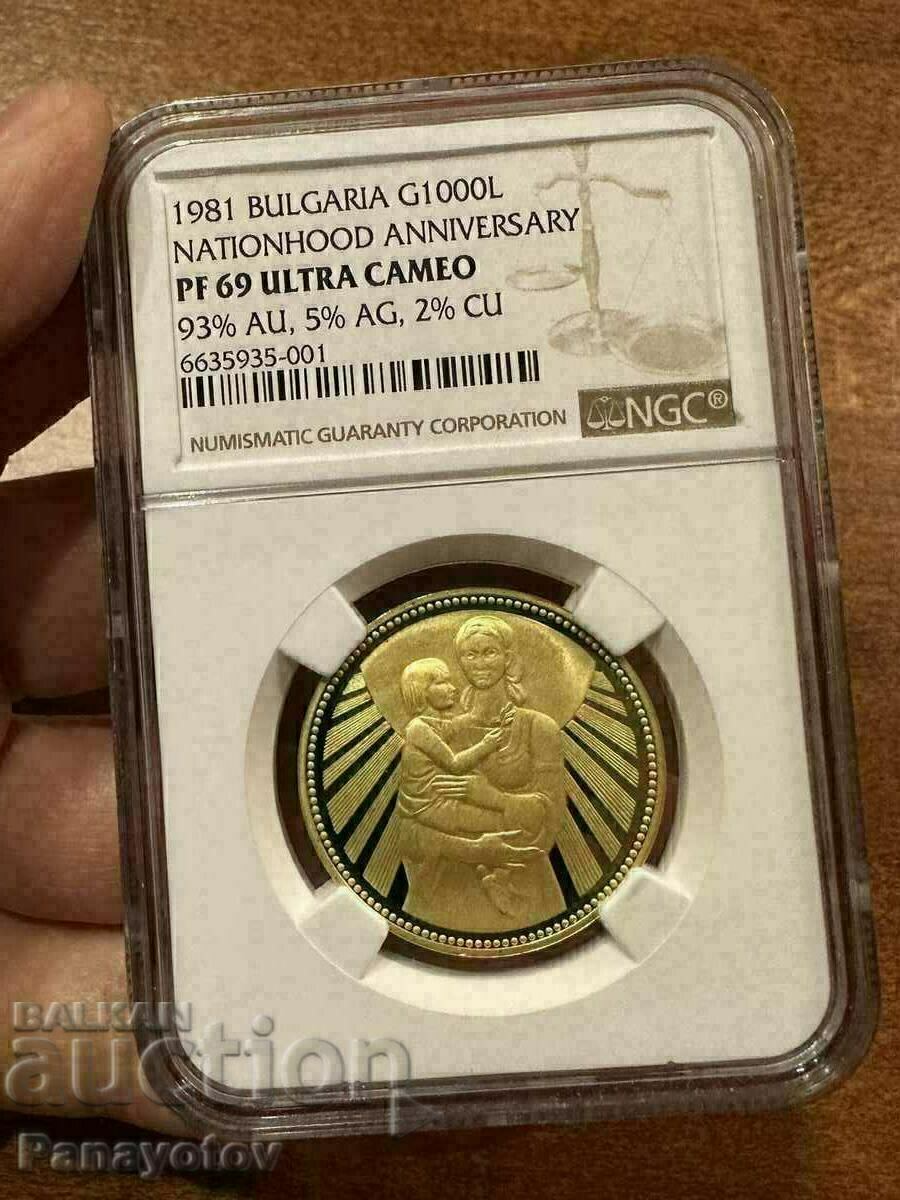 1981 BULGARIA G1000L
NATIONHOOD ANNIVERSARY
PF 69 ULTRA CAMEO
93% AU, 5% AG, 2% CU
6635935-001
NUMISMATIC GUARANTY CORPORATION
NGC®
BALKAN
auction
Panayotov